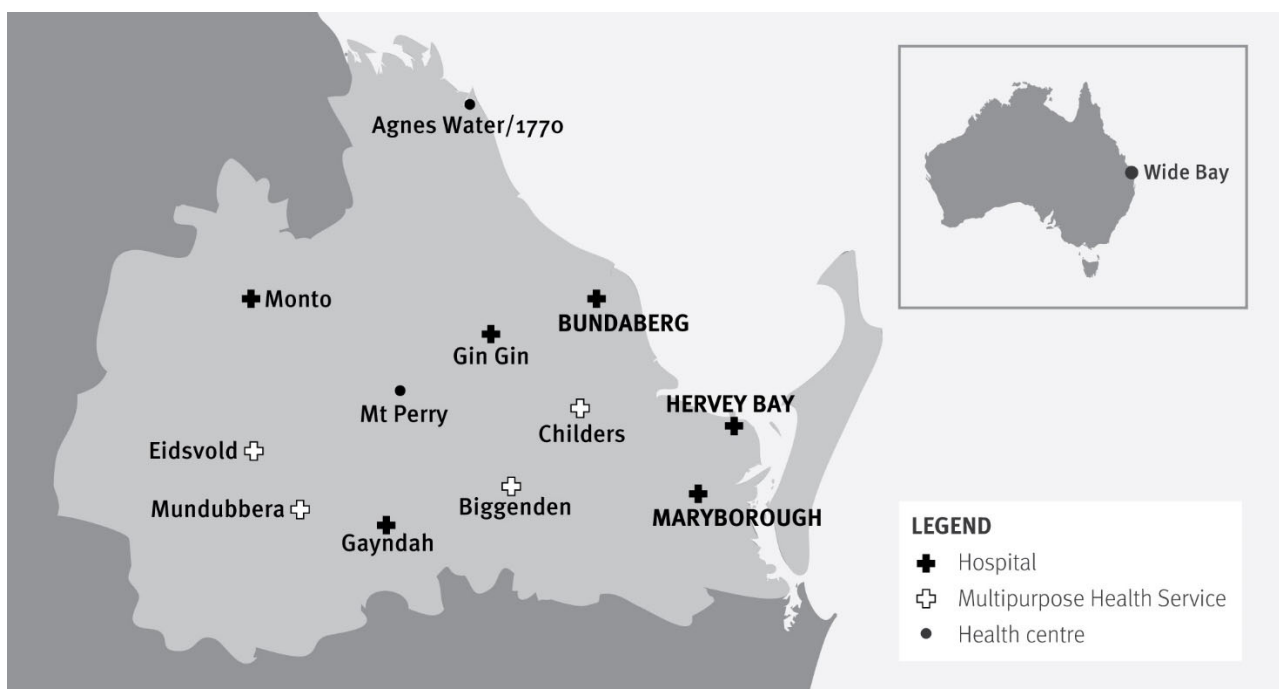 Agnes Water/1770
Wide Bay
Monto
BUNDABERG
Gin Gin
Mt Perry
HERVEY BAY
Childers
Eidsvold
Mundubbera
Biggenden
MARYBOROUGH
Gayndah
LEGEND
Hospital
Multipurpose Health Service
Health centre